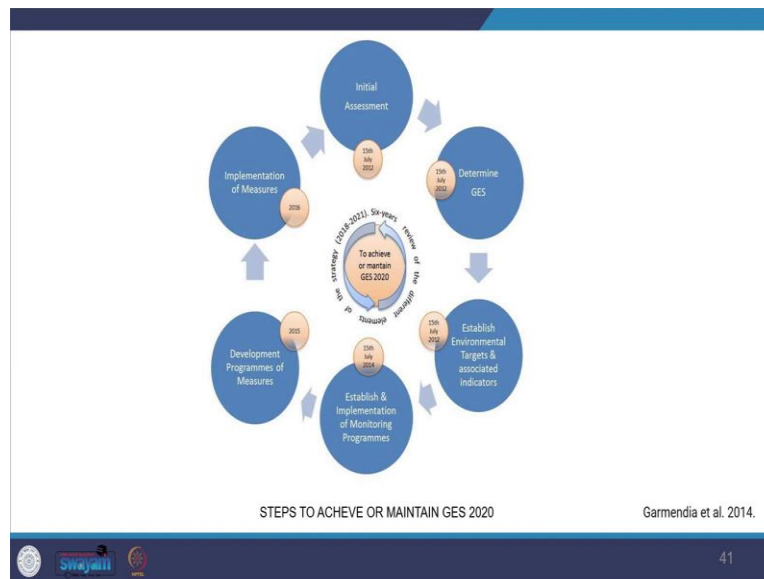 Initial
Assessment
15th
July
2012
Determine
GES
15th
July
2012
Establish
Environmental
Targets &
associated
indicators
15th
July
2012
Establish &
Implementation
of Monitoring
Programmes
15th
July
2014
Development
Programmes of
Measures
2015
Implementation
of Measures
2016
To achieve
or mantain
GES 2020
Six-years review of the different elements of the strategy (2018-2021).
STEPS TO ACHEVE OR MAINTAIN GES 2020
Garmendia et al. 2014.
swayam
NPTEL
41